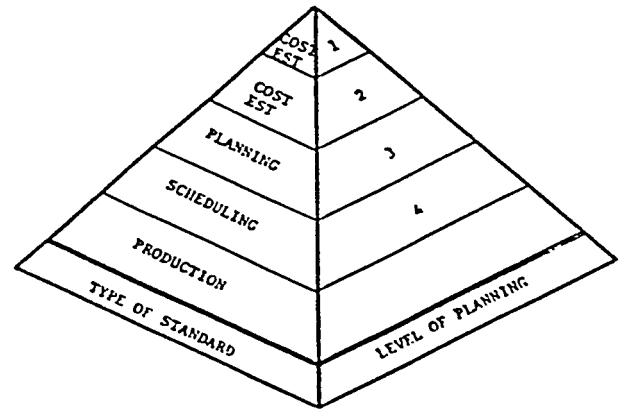 COST
EST
1
COST
EST
2
PLANNING
3
SCHEDULING
4
PRODUCTION
TYPE OF STANDARD
LEVEL OF PLANNING